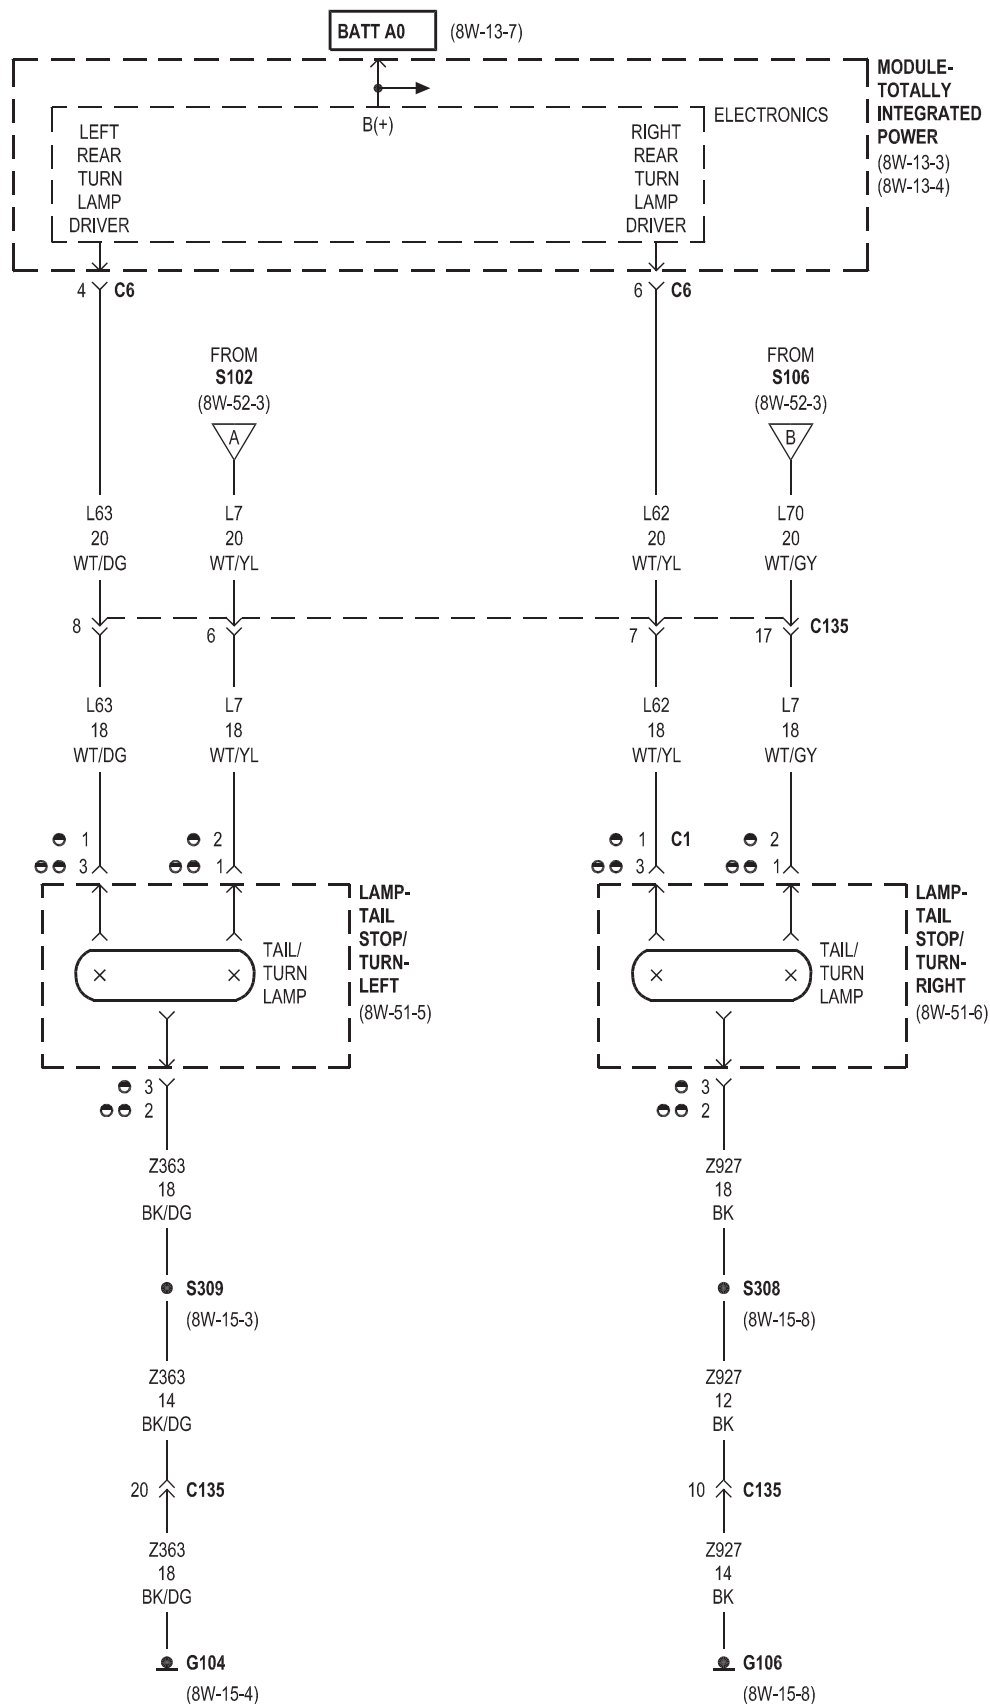 BATT A0 (8W-13-7)
MODULE-
TOTALLY
INTEGRATED
POWER
(8W-13-3)
(8W-13-4)
ELECTRONICS
B(+)
LEFT
REAR
TURN
LAMP
DRIVER
RIGHT
REAR
TURN
LAMP
DRIVER
4 C6
6 C6
FROM
S102
(8W-52-3)
A
FROM
S106
(8W-52-3)
B
L63
20
WT/DG
L7
20
WT/YL
L62
20
WT/YL
L70
20
WT/GY
8 6 7 17 C135
L63
18
WT/DG
L7
18
WT/YL
L62
18
WT/YL
L7
18
WT/GY
1 2 1 C1 2
3 1 3 1
LAMP-
TAIL
STOP/
TURN-
LEFT
(8W-51-5)
TAIL/
TURN
LAMP
LAMP-
TAIL
STOP/
TURN-
RIGHT
(8W-51-6)
TAIL/
TURN
LAMP
3 3
2 2
Z363
18
BK/DG
Z927
18
BK
S309
(8W-15-3)
S308
(8W-15-8)
Z363
14
BK/DG
Z927
12
BK
20 C135
10 C135
Z363
18
BK/DG
Z927
14
BK
G104
(8W-15-4)
G106
(8W-15-8)